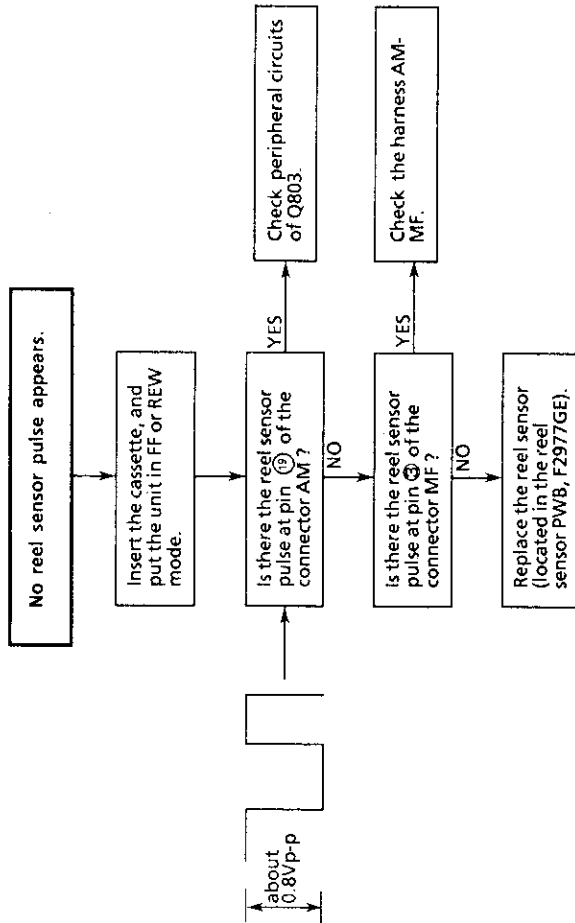 No reel sensor pulse appears.
Insert the cassette, and
put the unit in FF or REW
mode.
about
0.8Vp-p
Is there the reel sensor
pulse at pin ⑲ of the
connector AM ?
YES
Check peripheral circuits
of Q803.
NO
Is there the reel sensor
pulse at pin ③ of the
connector MF ?
YES
Check the harness AM-
MF.
NO
Replace the reel sensor
(located in the reel
sensor PWB, F2977GE).